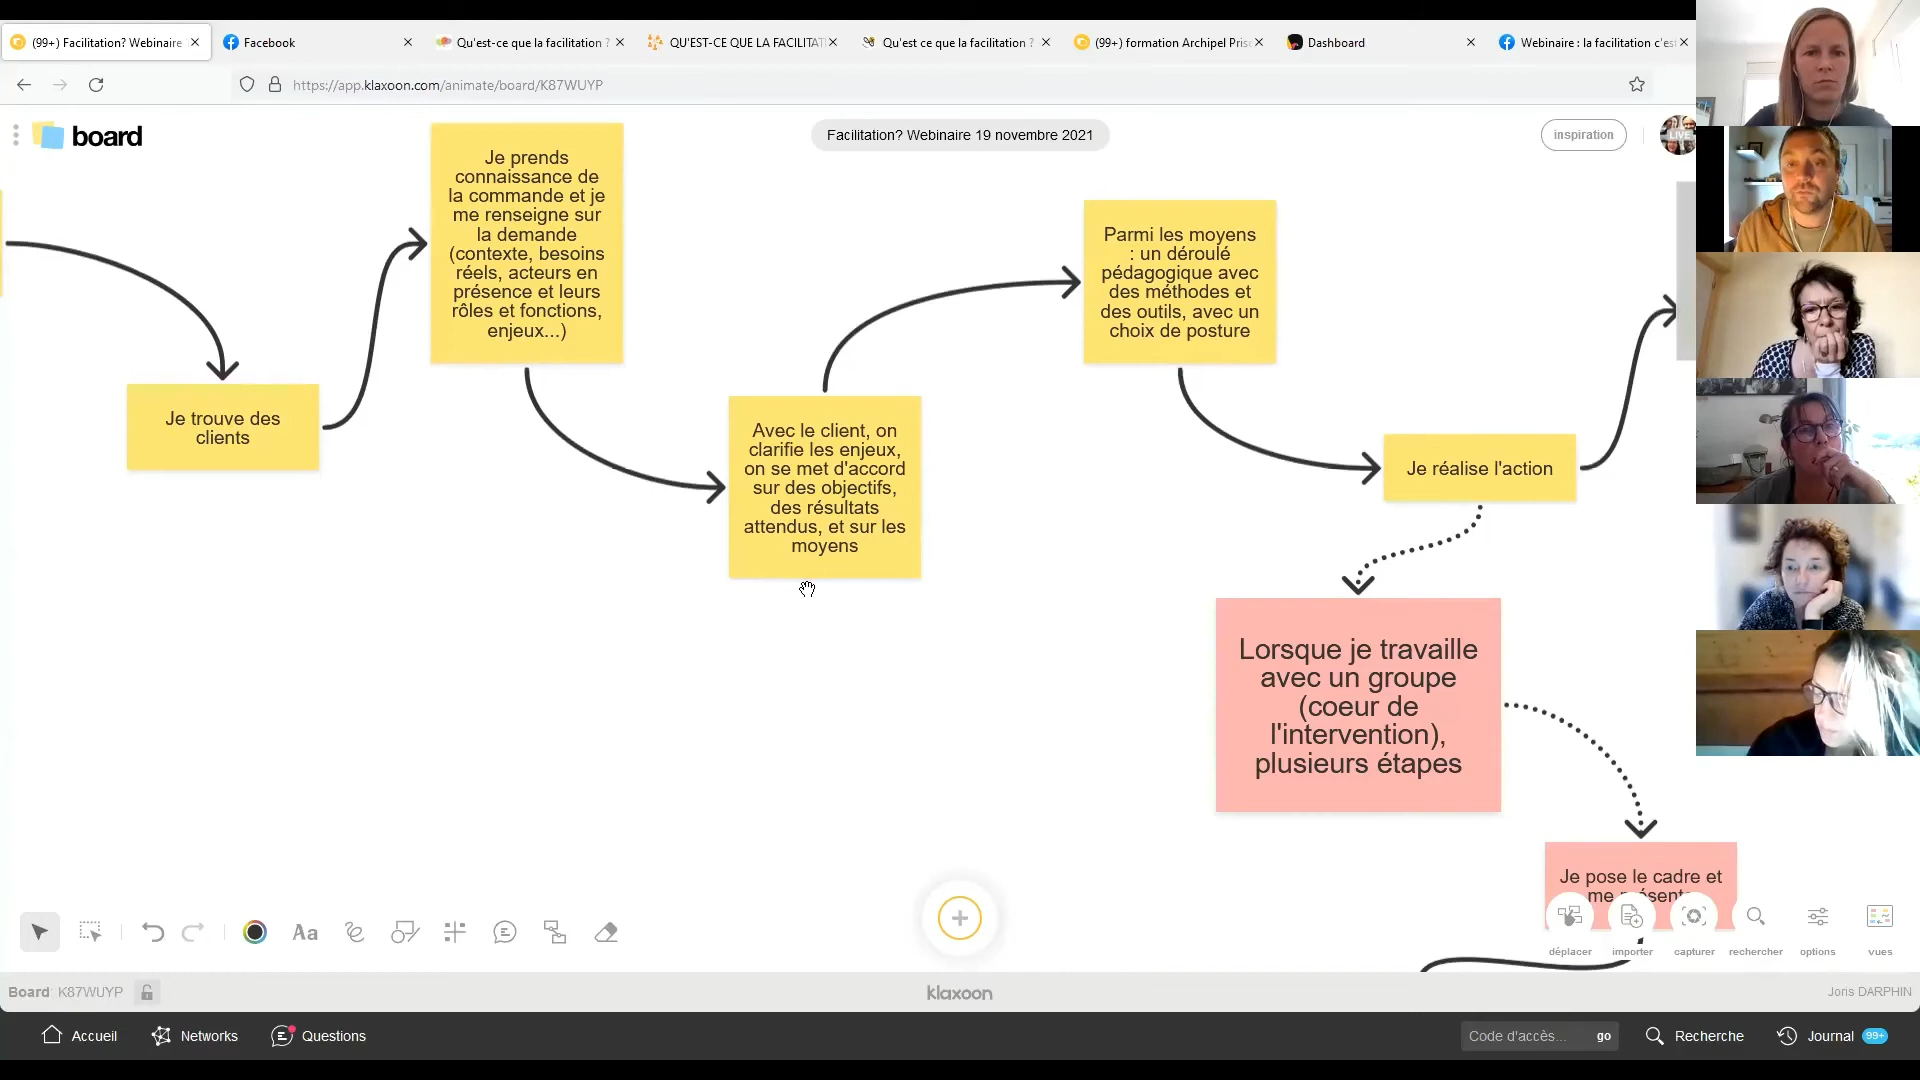 (99+) Facilitation? Webinaire
Facebook
Qu'est-ce que la facilitation ?
QU'EST-CE QUE LA FACILITAT
Qu'est ce que la facilitation ?
(99+) formation Archipel Pris
Dashboard
Webinaire : la facilitation c'es
https://app.klaxoon.com/animate/board/K87WUYP
board
Facilitation? Webinaire 19 novembre 2021
inspiration
LIVE
Je prends
connaissance de
la commande et je
me renseigne sur
la demande
(contexte, besoins
réels, acteurs en
présence et leurs
rôles et fonctions,
enjeux...)
Parmi les moyens
: un déroulé
pédagogique avec
des méthodes et
des outils, avec un
choix de posture
Je trouve des
clients
Avec le client, on
clarifie les enjeux,
on se met d'accord
sur des objectifs,
des résultats
attendus, et sur les
moyens
Je réalise l'action
Lorsque je travaille
avec un groupe
(coeur de
l'intervention),
plusieurs étapes
Je pose le cadre et
me présente
Aa
déplacer
importer
capturer
rechercher
options
vues
Board: K87WUYP
klaxoon
Joris DARPHIN
Accueil
Networks
Questions
Code d'accès...
go
Recherche
Journal
99+